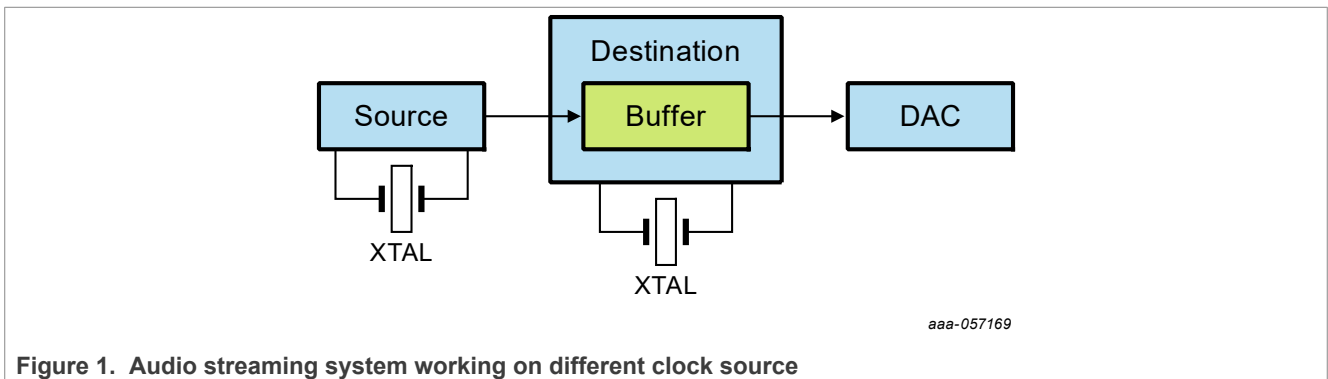 Destination
Source
Buffer
DAC
XTAL
XTAL
aaa-057169
Figure 1. Audio streaming system working on different clock source